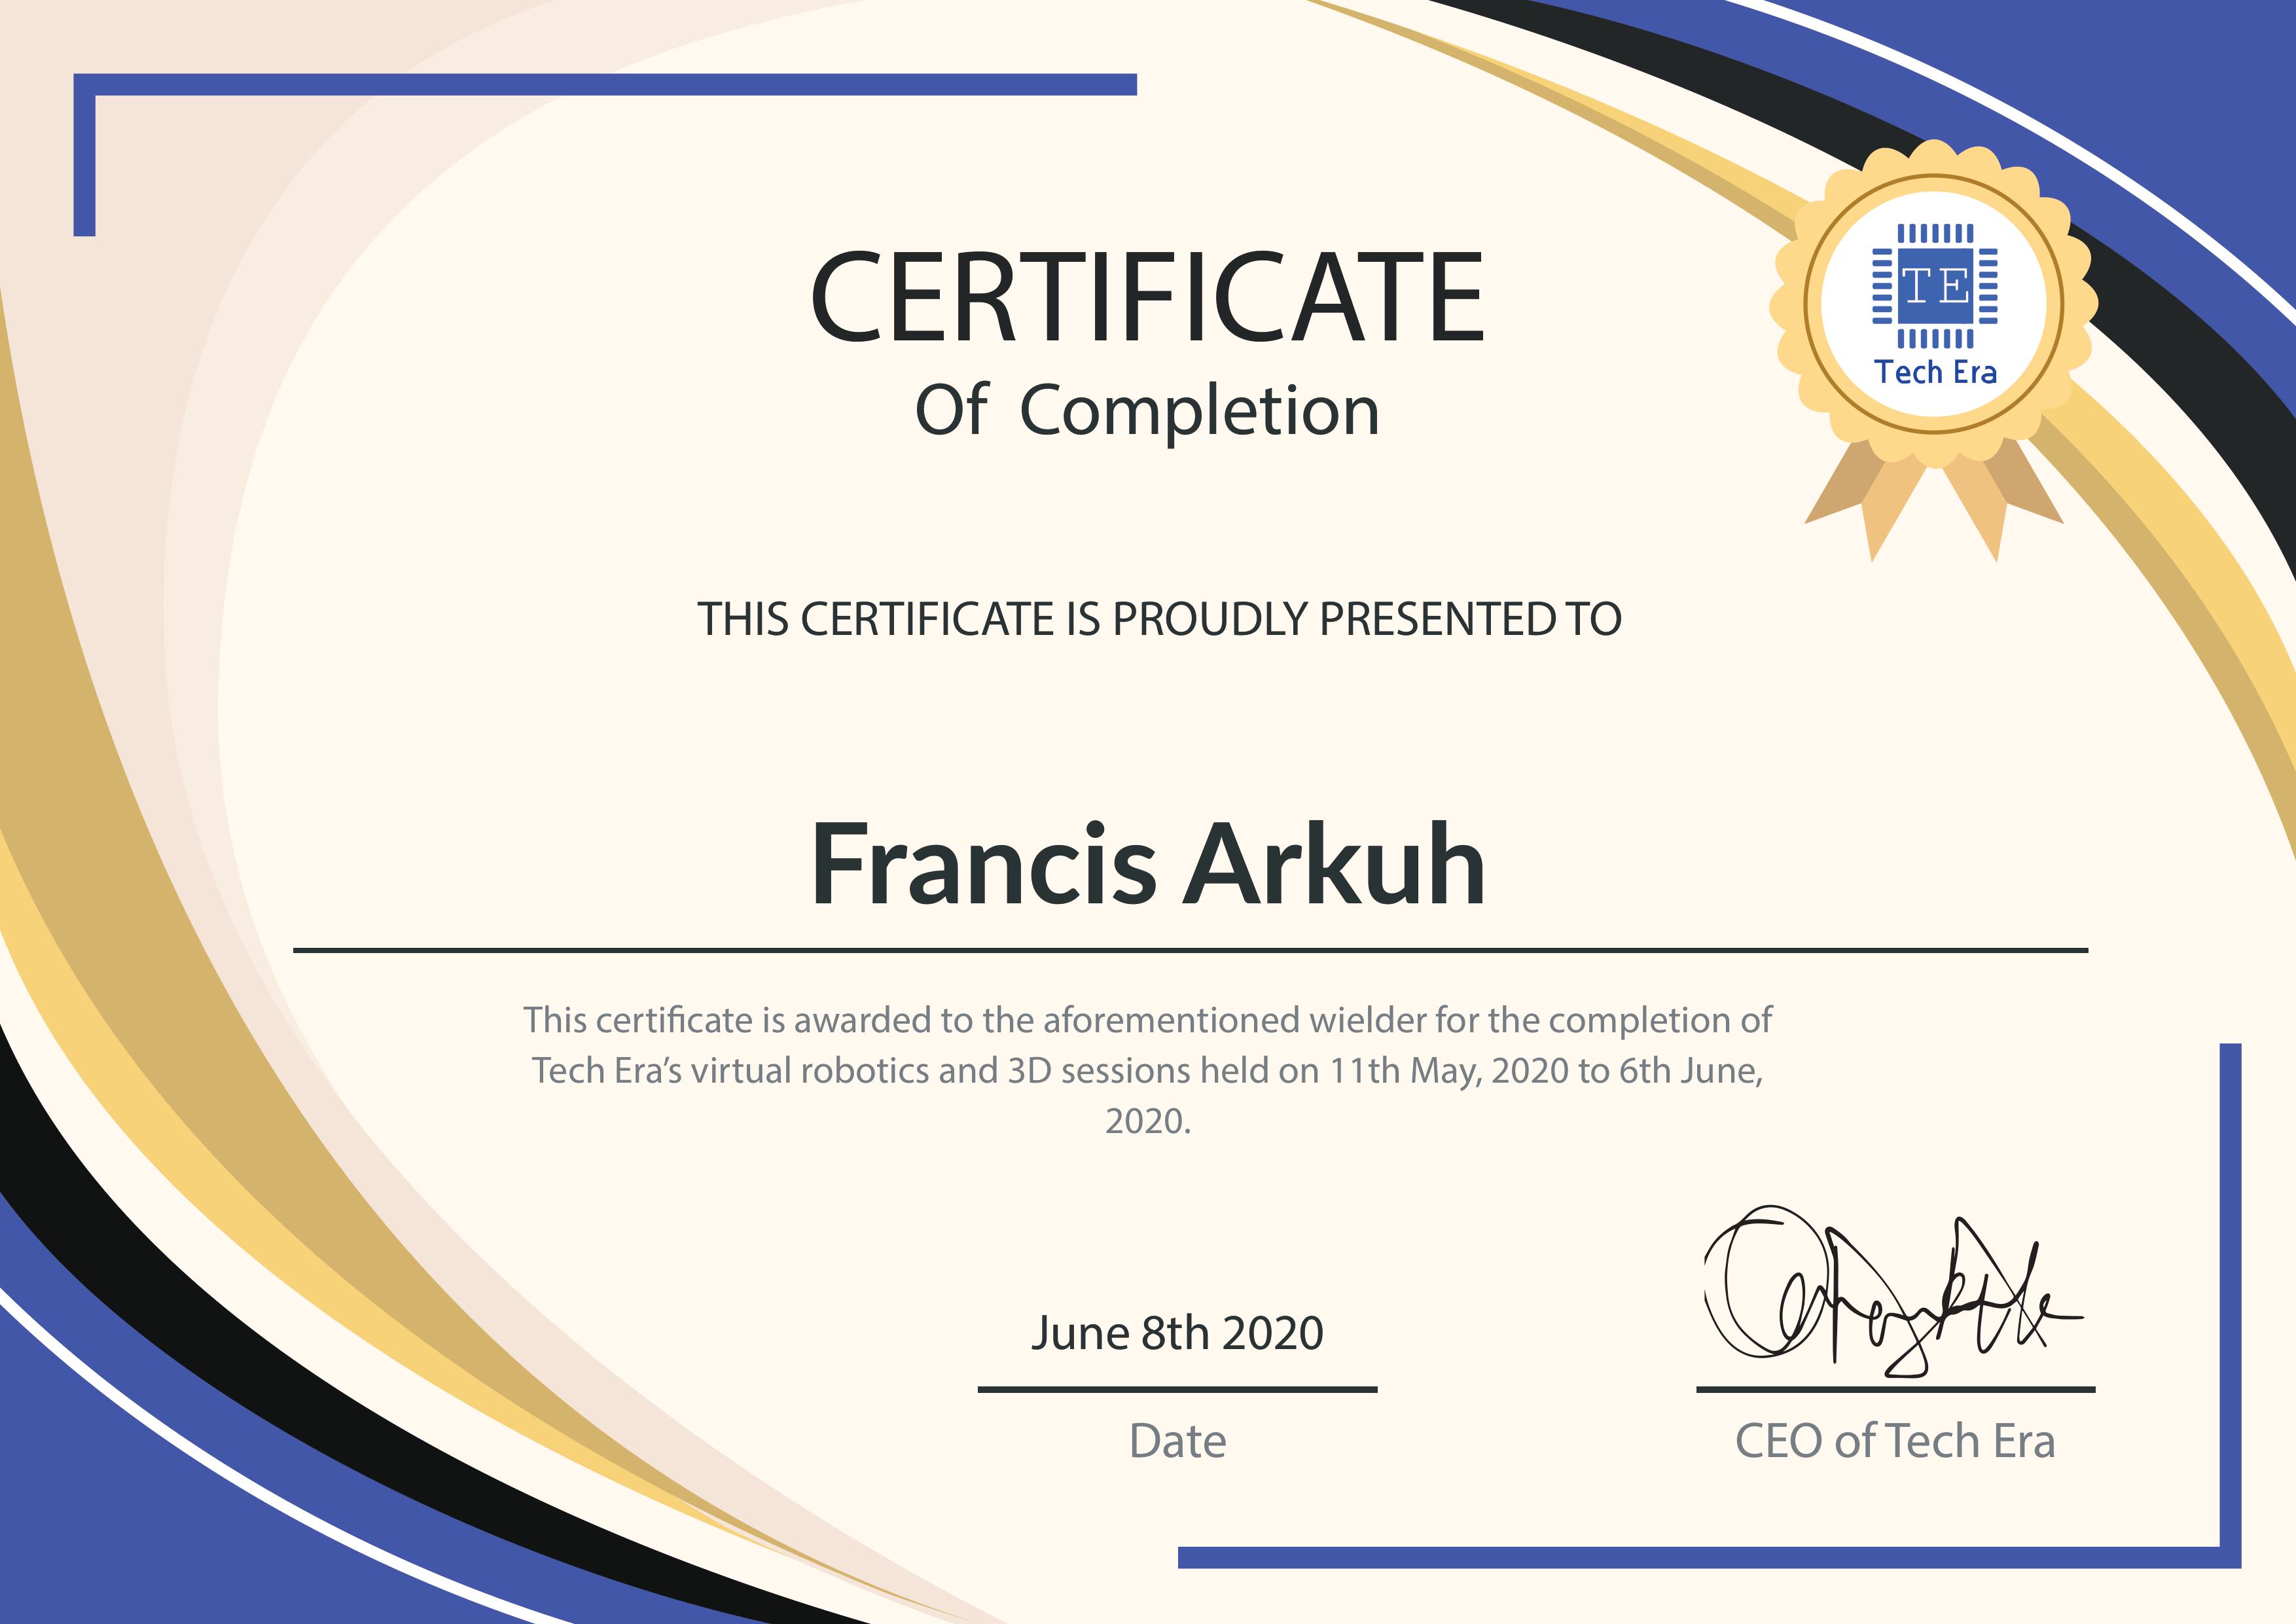 TE
Tech Era
CERTIFICATE
Of Completion
THIS CERTIFICATE IS PROUDLY PRESENTED TO
Francis Arkuh
This certificate is awarded to the aforementioned wielder for the completion of
Tech Era’s virtual robotics and 3D sessions held on 11th May, 2020 to 6th June,
2020.
June 8th 2020
Date
CEO of Tech Era